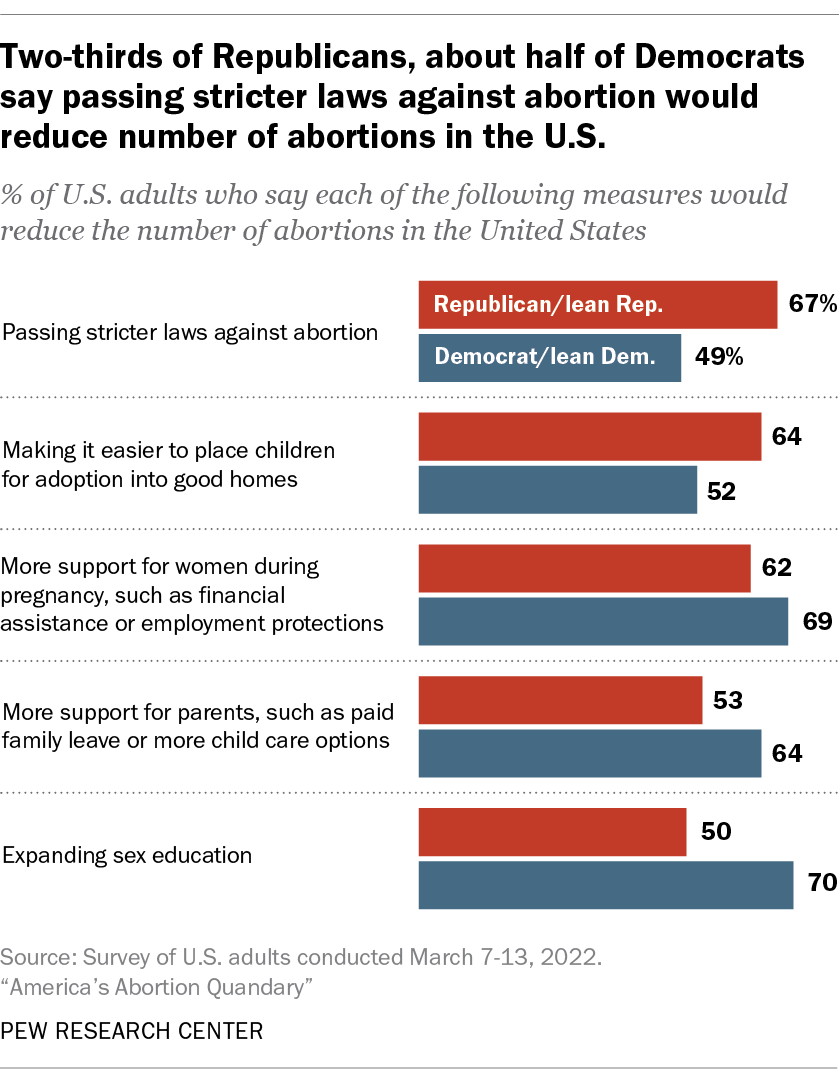 Two-thirds of Republicans, about half of Democrats
say passing stricter laws against abortion would
reduce number of abortions in the U.S.
% of U.S. adults who say each of the following measures would
reduce the number of abortions in the United States
Passing stricter laws against abortion
Republican/lean Rep.
67%
Democrat/lean Dem.
49%
Making it easier to place children
for adoption into good homes
64
52
More support for women during
pregnancy, such as financial
assistance or employment protections
62
69
More support for parents, such as paid
family leave or more child care options
53
64
Expanding sex education
50
70
Source: Survey of U.S. adults conducted March 7-13, 2022.
“America’s Abortion Quandary”
PEW RESEARCH CENTER